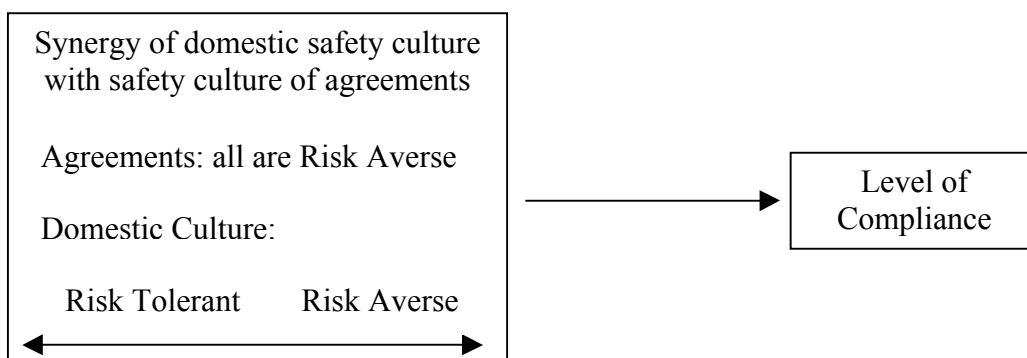 Synergy of domestic safety culture
with safety culture of agreements
Agreements: all are Risk Averse
Domestic Culture:
Risk Tolerant Risk Averse
Level of
Compliance